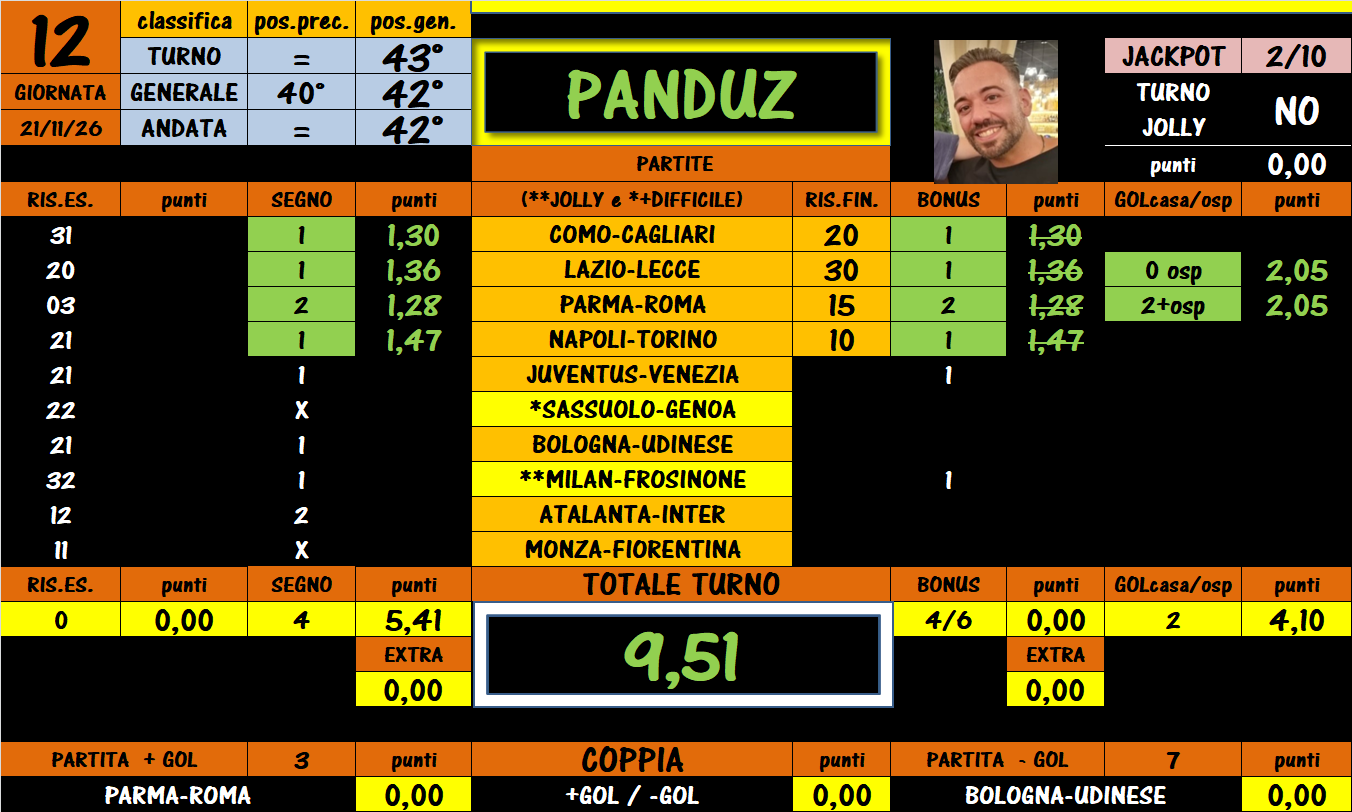 12 classifica pos.prec. pos.gen.
TURNO = 43°
GIORNATA GENERALE 40° 42°
21/11/26 ANDATA = 42°
PANDUZ
JACKPOT 2/10
TURNO JOLLY NO
punti 0,00
PARTITE
RIS.ES. punti SEGNO punti (**JOLLY e *+DIFFICILE) RIS.FIN. BONUS punti GOLcasa/osp punti
31 1 1,30 COMO-CAGLIARI 20 1 1,30
20 1 1,36 LAZIO-LECCE 30 1 1,36 0 osp 2,05
03 2 1,28 PARMA-ROMA 15 2 1,28 2+osp 2,05
21 1 1,47 NAPOLI-TORINO 10 1 1,47
21 1 JUVENTUS-VENEZIA 1
22 X *SASSUOLO-GENOA
21 1 BOLOGNA-UDINESE
32 1 **MILAN-FROSINONE 1
12 2 ATALANTA-INTER
11 X MONZA-FIORENTINA
RIS.ES. punti SEGNO punti TOTALE TURNO BONUS punti GOLcasa/osp punti
0 0,00 4 5,41 9,51 4/6 0,00 2 4,10
EXTRA EXTRA
0,00 0,00
PARTITA + GOL 3 punti COPPIA punti PARTITA - GOL 7 punti
PARMA-ROMA 0,00 +GOL / -GOL 0,00 BOLOGNA-UDINESE 0,00